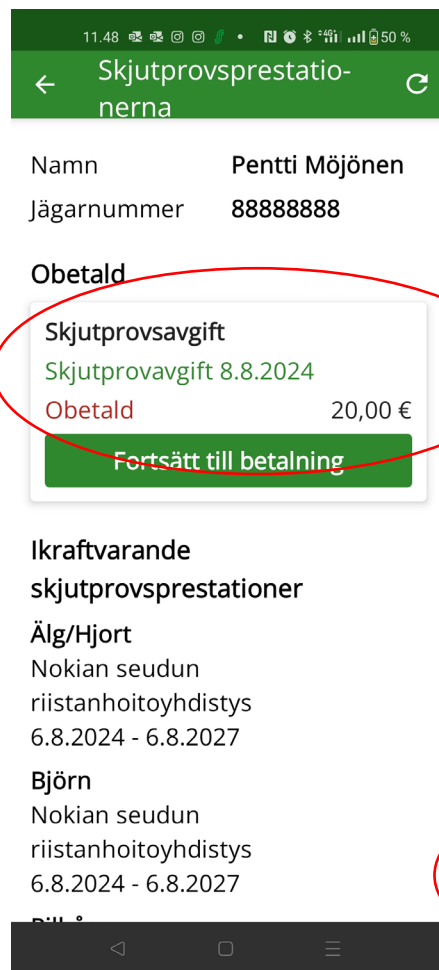 11.48 50 %
Skjutprovsprestatio-
nerna
Namn Pentti Möjönen
Jägarnummer 88888888
Obetald
Skjutprovsavgift
Skjutprovavgift 8.8.2024
Obetald 20,00 €
Fortsätt till betalning
Ikraftvarande
skjutprovsprestationer
Älg/Hjort
Nokian seudun
riistanhoitoyhdistys
6.8.2024 - 6.8.2027
Björn
Nokian seudun
riistanhoitoyhdistys
6.8.2024 - 6.8.2027